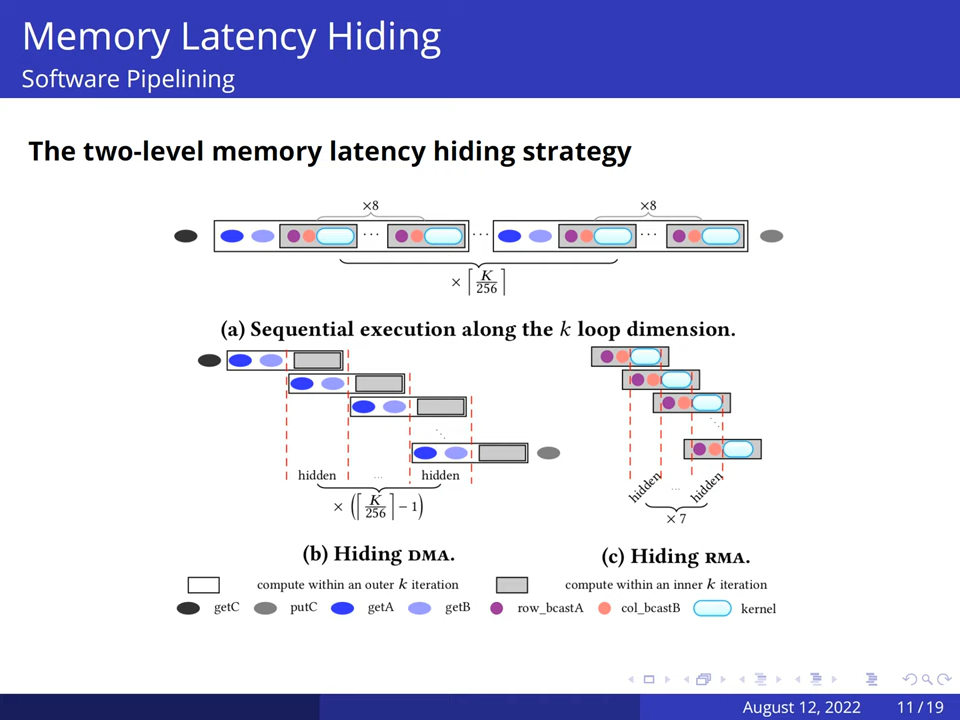 Memory Latency Hiding
Software Pipelining
The two-level memory latency hiding strategy
×8 ×8
··· ··· ···
× ⌈K/256⌉
(a) Sequential execution along the k loop dimension.
hidden ... hidden
× (⌈K/256⌉ − 1)
hidden ... hidden
× 7
(b) Hiding DMA. (c) Hiding RMA.
compute within an outer k iteration compute within an inner k iteration
getC putC getA getB row_bcastA col_bcastB kernel
August 12, 2022 11 / 19